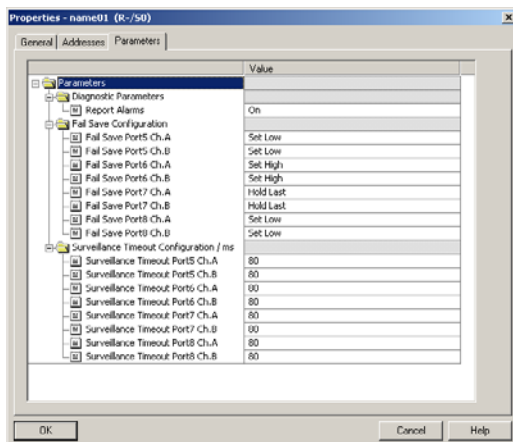 Properties - name01 (R-/S0)
General Addresses Parameters
Value
Parameters
Diagnostic Parameters
Report Alarms On
Fail Save Configuration
Fail Save Port5 Ch.A Set Low
Fail Save Port5 Ch.B Set Low
Fail Save Port6 Ch.A Set High
Fail Save Port6 Ch.B Set High
Fail Save Port7 Ch.A Hold Last
Fail Save Port7 Ch.B Hold Last
Fail Save Port8 Ch.A Set Low
Fail Save Port8 Ch.B Set Low
Surveillance Timeout Configuration / ms
Surveillance Timeout Port5 Ch.A 80
Surveillance Timeout Port5 Ch.B 80
Surveillance Timeout Port6 Ch.A 80
Surveillance Timeout Port6 Ch.B 80
Surveillance Timeout Port7 Ch.A 80
Surveillance Timeout Port7 Ch.B 80
Surveillance Timeout Port8 Ch.A 80
Surveillance Timeout Port8 Ch.B 80
OK Cancel Help